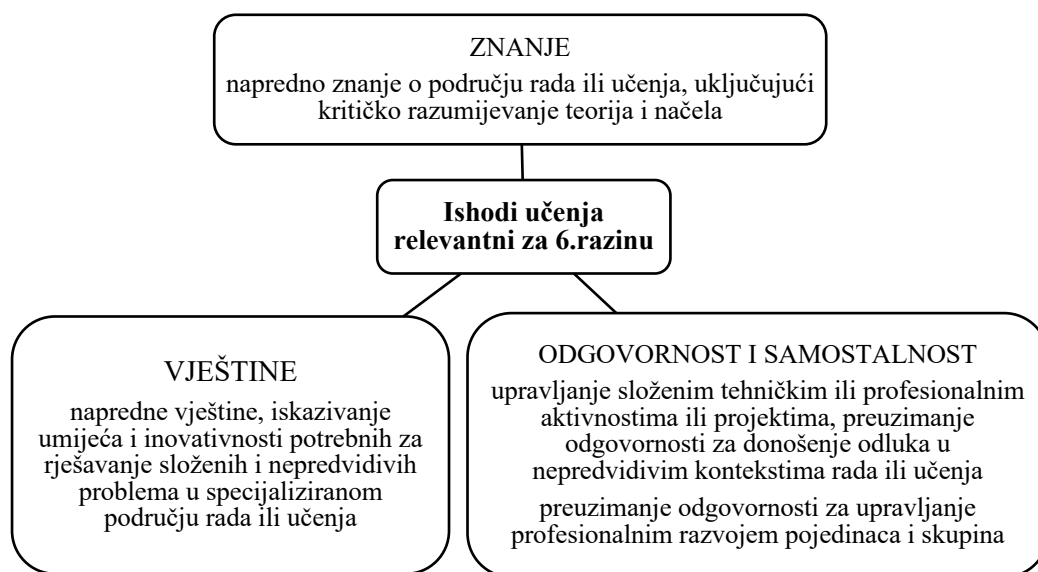 ZNANJE
napredno znanje o području rada ili učenja, uključujući
kritičko razumijevanje teorija i načela
Ishodi učenja
relevantni za 6.razinu
VJEŠTINE
napredne vještine, iskazivanje
umijeća i inovativnosti potrebnih za
rješavanje složenih i nepredvidivih
problema u specijaliziranom
području rada ili učenja
ODGOVORNOST I SAMOSTALNOST
upravljanje složenim tehničkim ili profesionalnim
aktivnostima ili projektima, preuzimanje
odgovornosti za donošenje odluka u
nepredvidivim kontekstima rada ili učenja
preuzimanje odgovornosti za upravljanje
profesionalnim razvojem pojedinaca i skupina